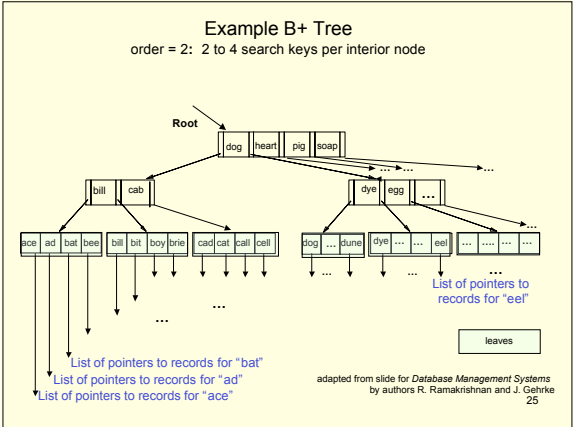 Example B+ Tree
order = 2: 2 to 4 search keys per interior node
Root
dog heart pig soap
... ... ...
bill cab
dye egg ...
...
ace ad bat bee bill bit boy brie cad cat call cell dog ... dune dye ... ... eel ... ... ... ...
... ... ... ...
... ...
List of pointers to
records for “eel”
leaves
List of pointers to records for “bat”
List of pointers to records for “ad”
List of pointers to records for “ace”
adapted from slide for Database Management Systems
by authors R. Ramakrishnan and J. Gehrke
25